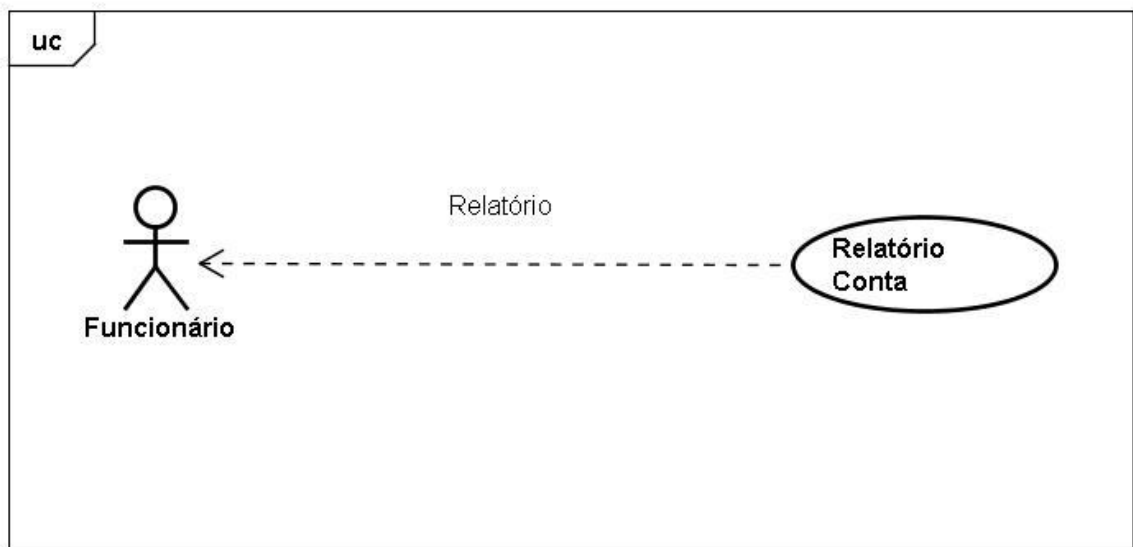 uc
Relatório
Relatório
Conta
Funcionário